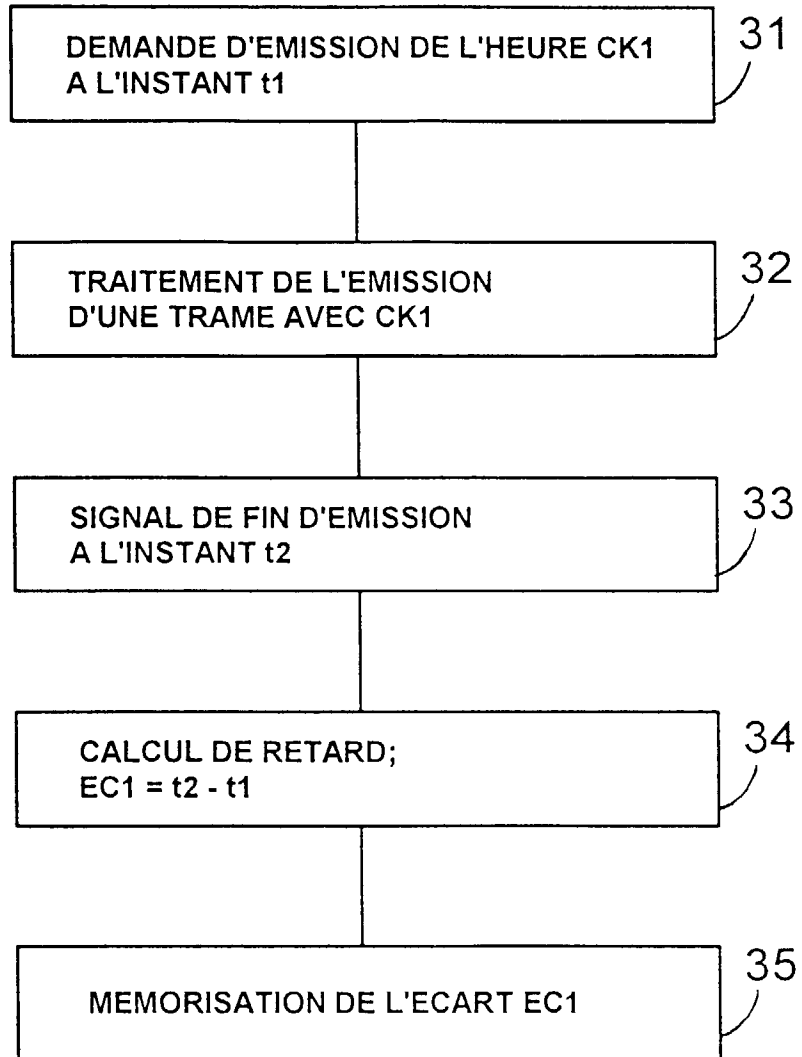 DEMANDE D'EMISSION DE L'HEURE CK1
A L'INSTANT t1
31
TRAITEMENT DE L'EMISSION
D'UNE TRAME AVEC CK1
32
SIGNAL DE FIN D'EMISSION
A L'INSTANT t2
33
CALCUL DE RETARD;
EC1 = t2 - t1
34
MEMORISATION DE L'ECART EC1
35